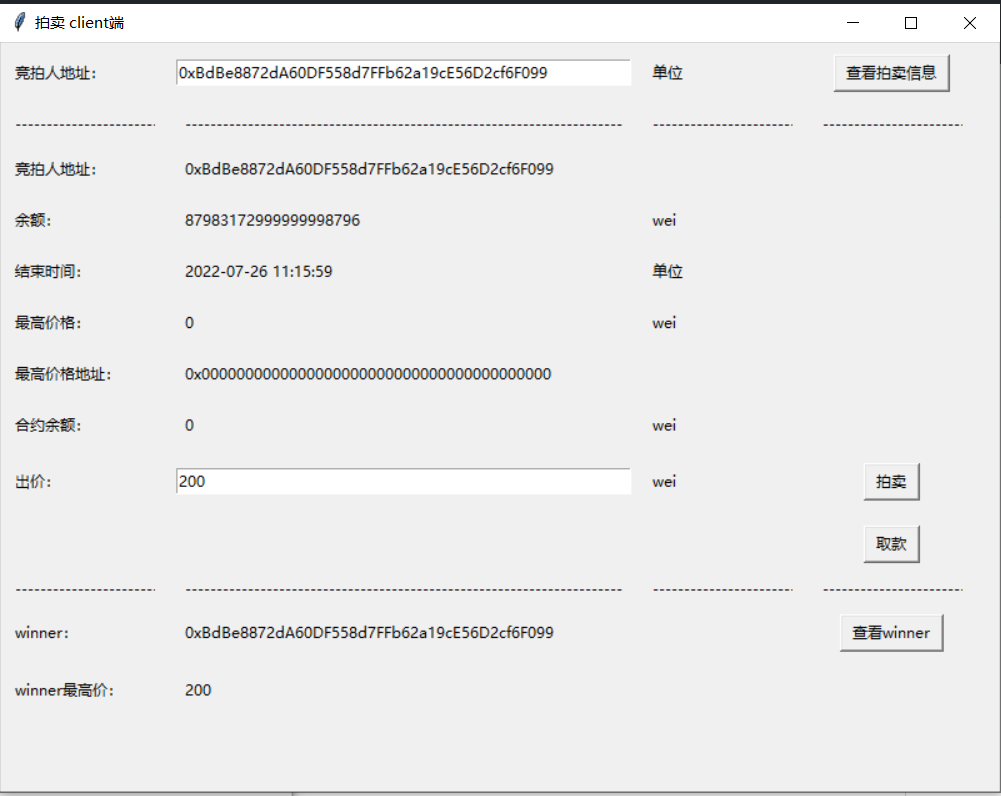 拍卖 client端
竞拍人地址: 0xBdBe8872dA60DF558d7FFb62a19cE56D2cf6F099 单位 查看拍卖信息
--------------------- ------------------------------------------------------------------ --------------------- ---------------------
竞拍人地址: 0xBdBe8872dA60DF558d7FFb62a19cE56D2cf6F099
余额: 87983172999999998796 wei
结束时间: 2022-07-26 11:15:59 单位
最高价格: 0 wei
最高价格地址: 0x0000000000000000000000000000000000000000
合约余额: 0 wei
出价: 200 wei 拍卖
取款
--------------------- ------------------------------------------------------------------ --------------------- ---------------------
winner: 0xBdBe8872dA60DF558d7FFb62a19cE56D2cf6F099 查看winner
winner最高价: 200